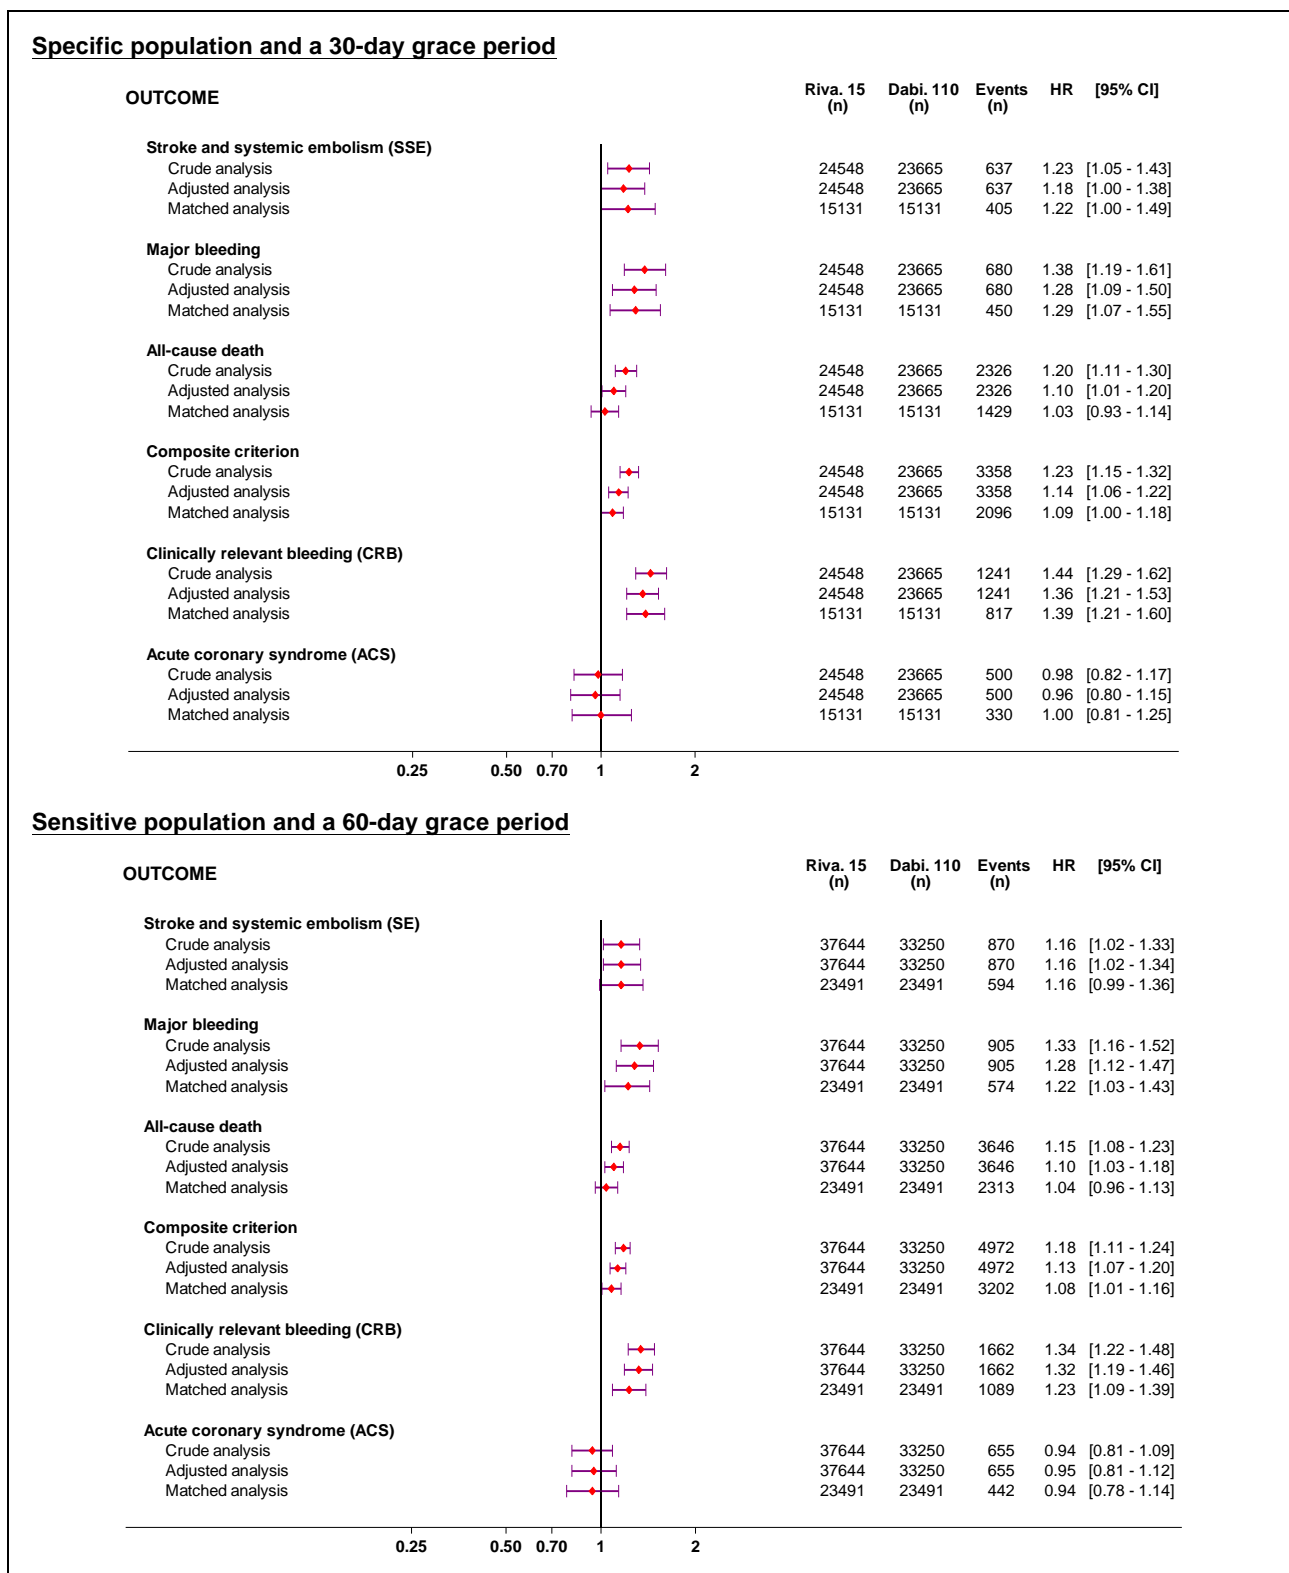 Specific population and a 30-day grace period
OUTCOME Riva. 15 (n) Dabi. 110 (n) Events (n) HR [95% CI]
Stroke and systemic embolism (SSE)
Crude analysis 24548 23665 637 1.23 [1.05 - 1.43]
Adjusted analysis 24548 23665 637 1.18 [1.00 - 1.38]
Matched analysis 15131 15131 405 1.22 [1.00 - 1.49]
Major bleeding
Crude analysis 24548 23665 680 1.38 [1.19 - 1.61]
Adjusted analysis 24548 23665 680 1.28 [1.09 - 1.50]
Matched analysis 15131 15131 450 1.29 [1.07 - 1.55]
All-cause death
Crude analysis 24548 23665 2326 1.20 [1.11 - 1.30]
Adjusted analysis 24548 23665 2326 1.10 [1.01 - 1.20]
Matched analysis 15131 15131 1429 1.03 [0.93 - 1.14]
Composite criterion
Crude analysis 24548 23665 3358 1.23 [1.15 - 1.32]
Adjusted analysis 24548 23665 3358 1.14 [1.06 - 1.22]
Matched analysis 15131 15131 2096 1.09 [1.00 - 1.18]
Clinically relevant bleeding (CRB)
Crude analysis 24548 23665 1241 1.44 [1.29 - 1.62]
Adjusted analysis 24548 23665 1241 1.36 [1.21 - 1.53]
Matched analysis 15131 15131 817 1.39 [1.21 - 1.60]
Acute coronary syndrome (ACS)
Crude analysis 24548 23665 500 0.98 [0.82 - 1.17]
Adjusted analysis 24548 23665 500 0.96 [0.80 - 1.15]
Matched analysis 15131 15131 330 1.00 [0.81 - 1.25]
0.25 0.50 0.70 1 2
Sensitive population and a 60-day grace period
OUTCOME Riva. 15 (n) Dabi. 110 (n) Events (n) HR [95% CI]
Stroke and systemic embolism (SE)
Crude analysis 37644 33250 870 1.16 [1.02 - 1.33]
Adjusted analysis 37644 33250 870 1.16 [1.02 - 1.34]
Matched analysis 23491 23491 594 1.16 [0.99 - 1.36]
Major bleeding
Crude analysis 37644 33250 905 1.33 [1.16 - 1.52]
Adjusted analysis 37644 33250 905 1.28 [1.12 - 1.47]
Matched analysis 23491 23491 574 1.22 [1.03 - 1.43]
All-cause death
Crude analysis 37644 33250 3646 1.15 [1.08 - 1.23]
Adjusted analysis 37644 33250 3646 1.10 [1.03 - 1.18]
Matched analysis 23491 23491 2313 1.04 [0.96 - 1.13]
Composite criterion
Crude analysis 37644 33250 4972 1.18 [1.11 - 1.24]
Adjusted analysis 37644 33250 4972 1.13 [1.07 - 1.20]
Matched analysis 23491 23491 3202 1.08 [1.01 - 1.16]
Clinically relevant bleeding (CRB)
Crude analysis 37644 33250 1662 1.34 [1.22 - 1.48]
Adjusted analysis 37644 33250 1662 1.32 [1.19 - 1.46]
Matched analysis 23491 23491 1089 1.23 [1.09 - 1.39]
Acute coronary syndrome (ACS)
Crude analysis 37644 33250 655 0.94 [0.81 - 1.09]
Adjusted analysis 37644 33250 655 0.95 [0.81 - 1.12]
Matched analysis 23491 23491 442 0.94 [0.78 - 1.14]
0.25 0.50 0.70 1 2